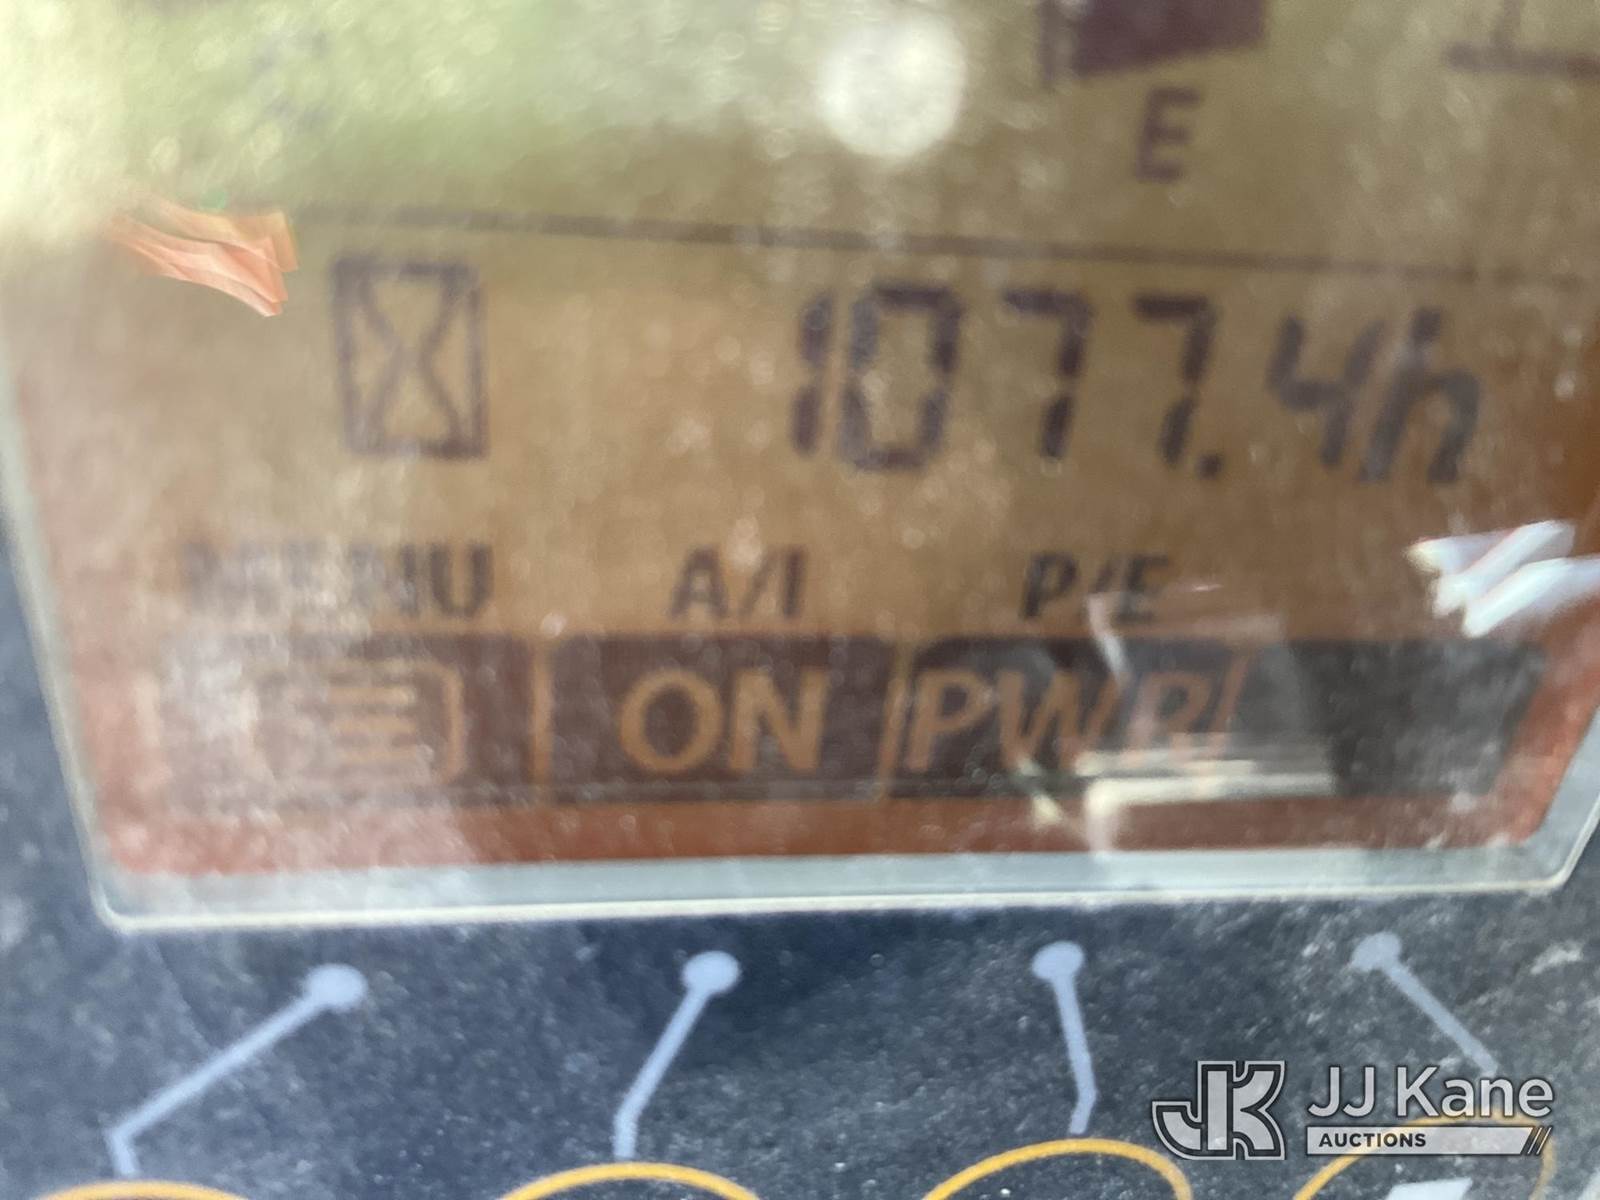 E
1077.4h
MENU A/I P/E
ON PWR
JJ Kane
AUCTIONS